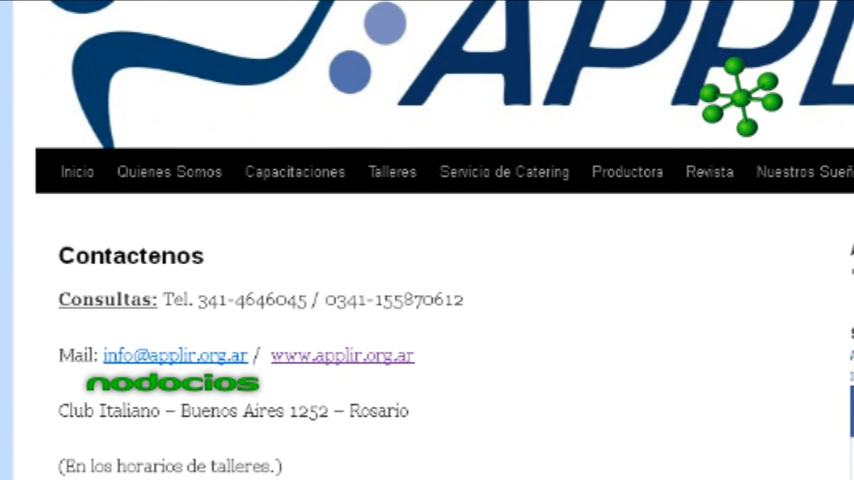 Inicio Quienes Somos Capacitaciones Talleres Servicio de Catering Productora Revista Nuestros
Contactenos
Consultas: Tel. 341-4646045 / 0341-155870612
Mail: info@applir.org.ar / www.applir.org.ar
nodocios
Club Italiano – Buenos Aires 1252 – Rosario
(En los horarios de talleres.)